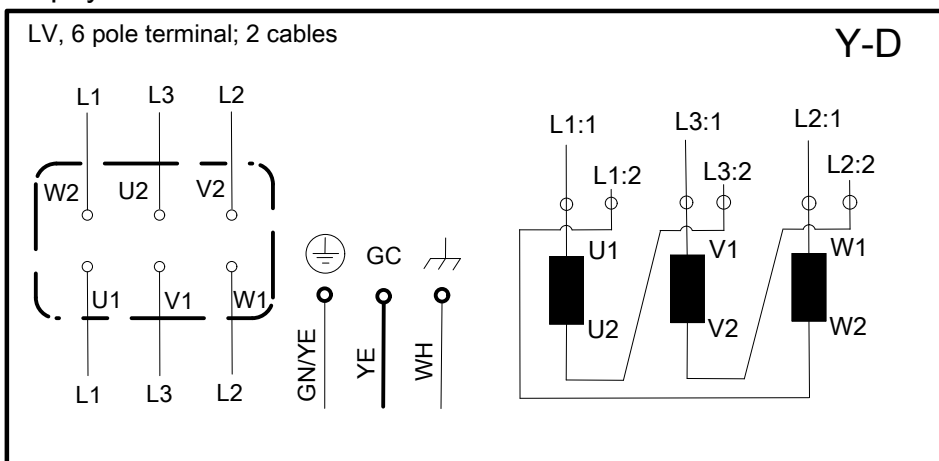 LV, 6 pole terminal; 2 cables
Y-D
L1 L3 L2
W2 U2 V2
U1 V1 W1
L1 L3 L2
GC
GN/YE YE WH
L1:1 L3:1 L2:1
L1:2 L3:2 L2:2
U1 V1 W1
U2 V2 W2